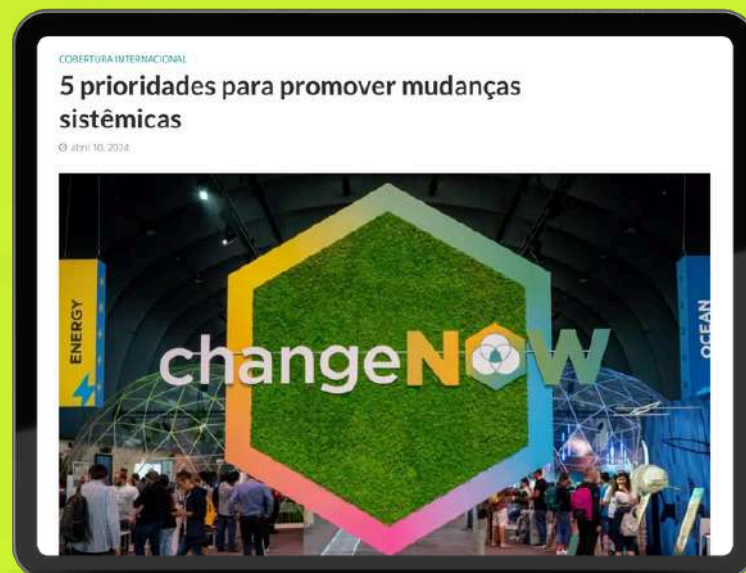 COBERTURA INTERNACIONAL
5 prioridades para promover mudanças
sistêmicas
abril 10, 2024
ENERGY
changeNOW
OCEAN